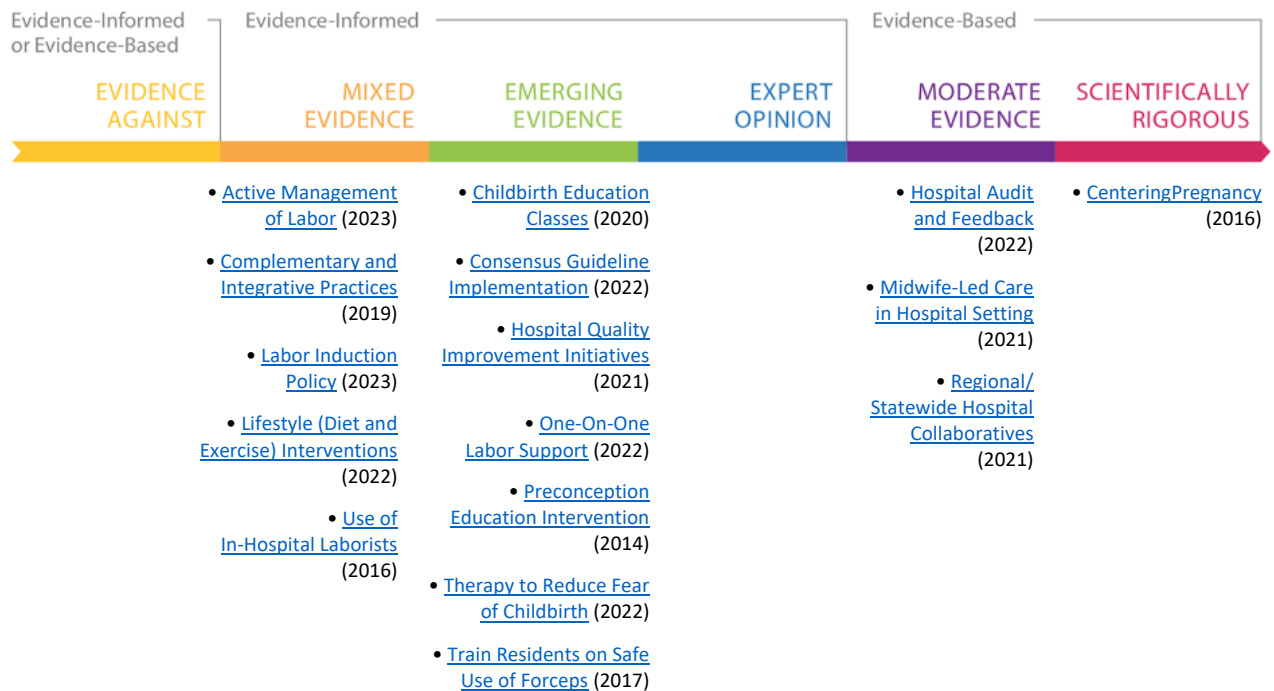 Evidence-Informed
or Evidence-Based
Evidence-Informed
Evidence-Based
EVIDENCE
AGAINST
MIXED
EVIDENCE
EMERGING
EVIDENCE
EXPERT
OPINION
MODERATE
EVIDENCE
SCIENTIFICALLY
RIGOROUS
• Active Management
of Labor (2023)
• Complementary and
Integrative Practices
(2019)
• Labor Induction
Policy (2023)
• Lifestyle (Diet and
Exercise) Interventions
(2022)
• Use of
In-Hospital Laborists
(2016)
• Childbirth Education
Classes (2020)
• Consensus Guideline
Implementation (2022)
• Hospital Quality
Improvement Initiatives
(2021)
• One-On-One
Labor Support (2022)
• Preconception
Education Intervention
(2014)
• Therapy to Reduce Fear
of Childbirth (2022)
• Train Residents on Safe
Use of Forceps (2017)
• Hospital Audit
and Feedback
(2022)
• Midwife-Led Care
in Hospital Setting
(2021)
• Regional/
Statewide Hospital
Collaboratives
(2021)
• CenteringPregnancy
(2016)